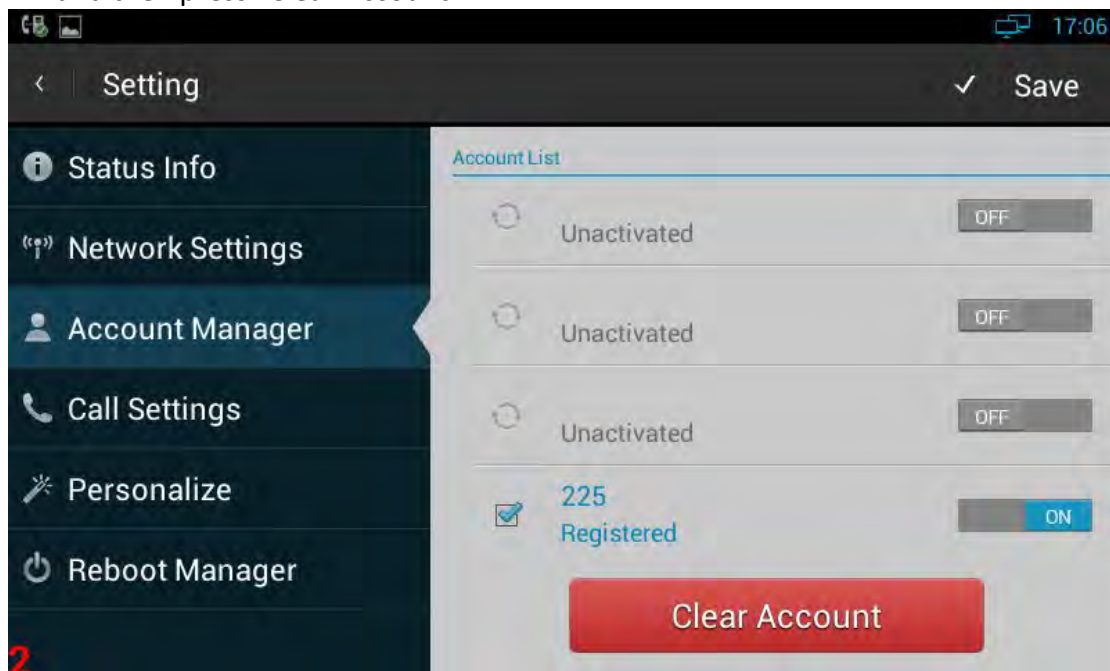 17:06
Setting
Save
Status Info
Network Settings
Account Manager
Call Settings
Personalize
Reboot Manager
Account List
Unactivated
OFF
Unactivated
OFF
Unactivated
OFF
225
Registered
ON
Clear Account
2